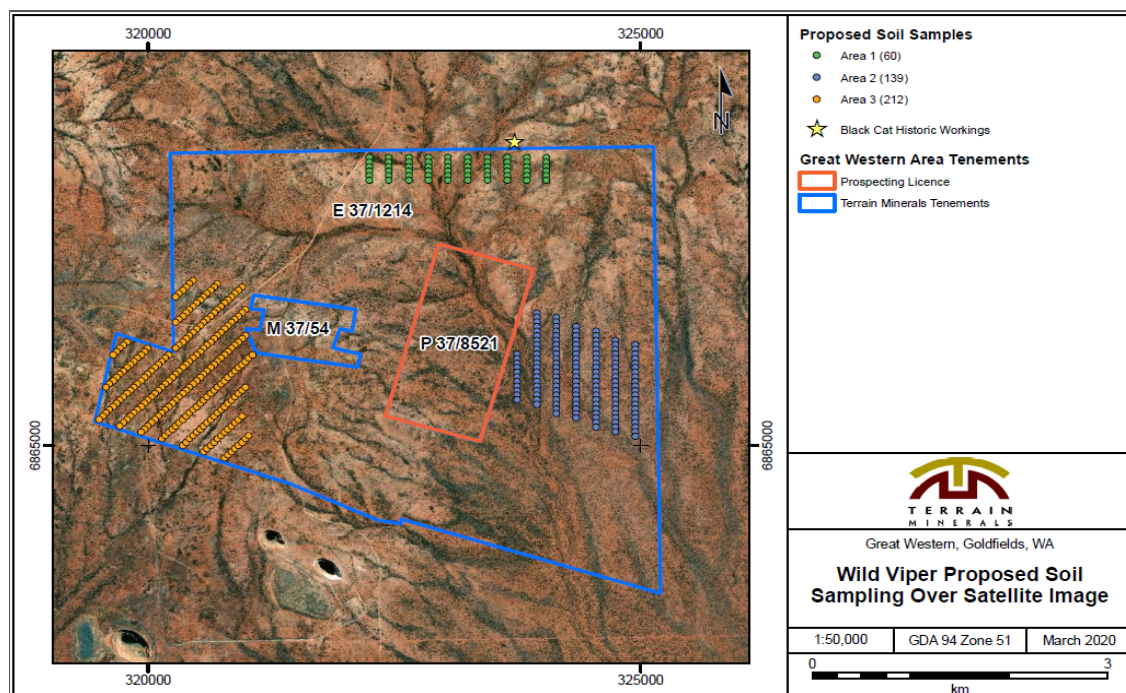 320000
325000
6865000
6865000
320000
325000
N
E 37/1214
M 37/54
P 37/8521
Proposed Soil Samples
Area 1 (60)
Area 2 (139)
Area 3 (212)
Black Cat Historic Workings
Great Western Area Tenements
Prospecting Licence
Terrain Minerals Tenements
TERRAIN
MINERALS
Great Western, Goldfields, WA
Wild Viper Proposed Soil
Sampling Over Satellite Image
1:50,000
GDA 94 Zone 51
March 2020
0
3
km